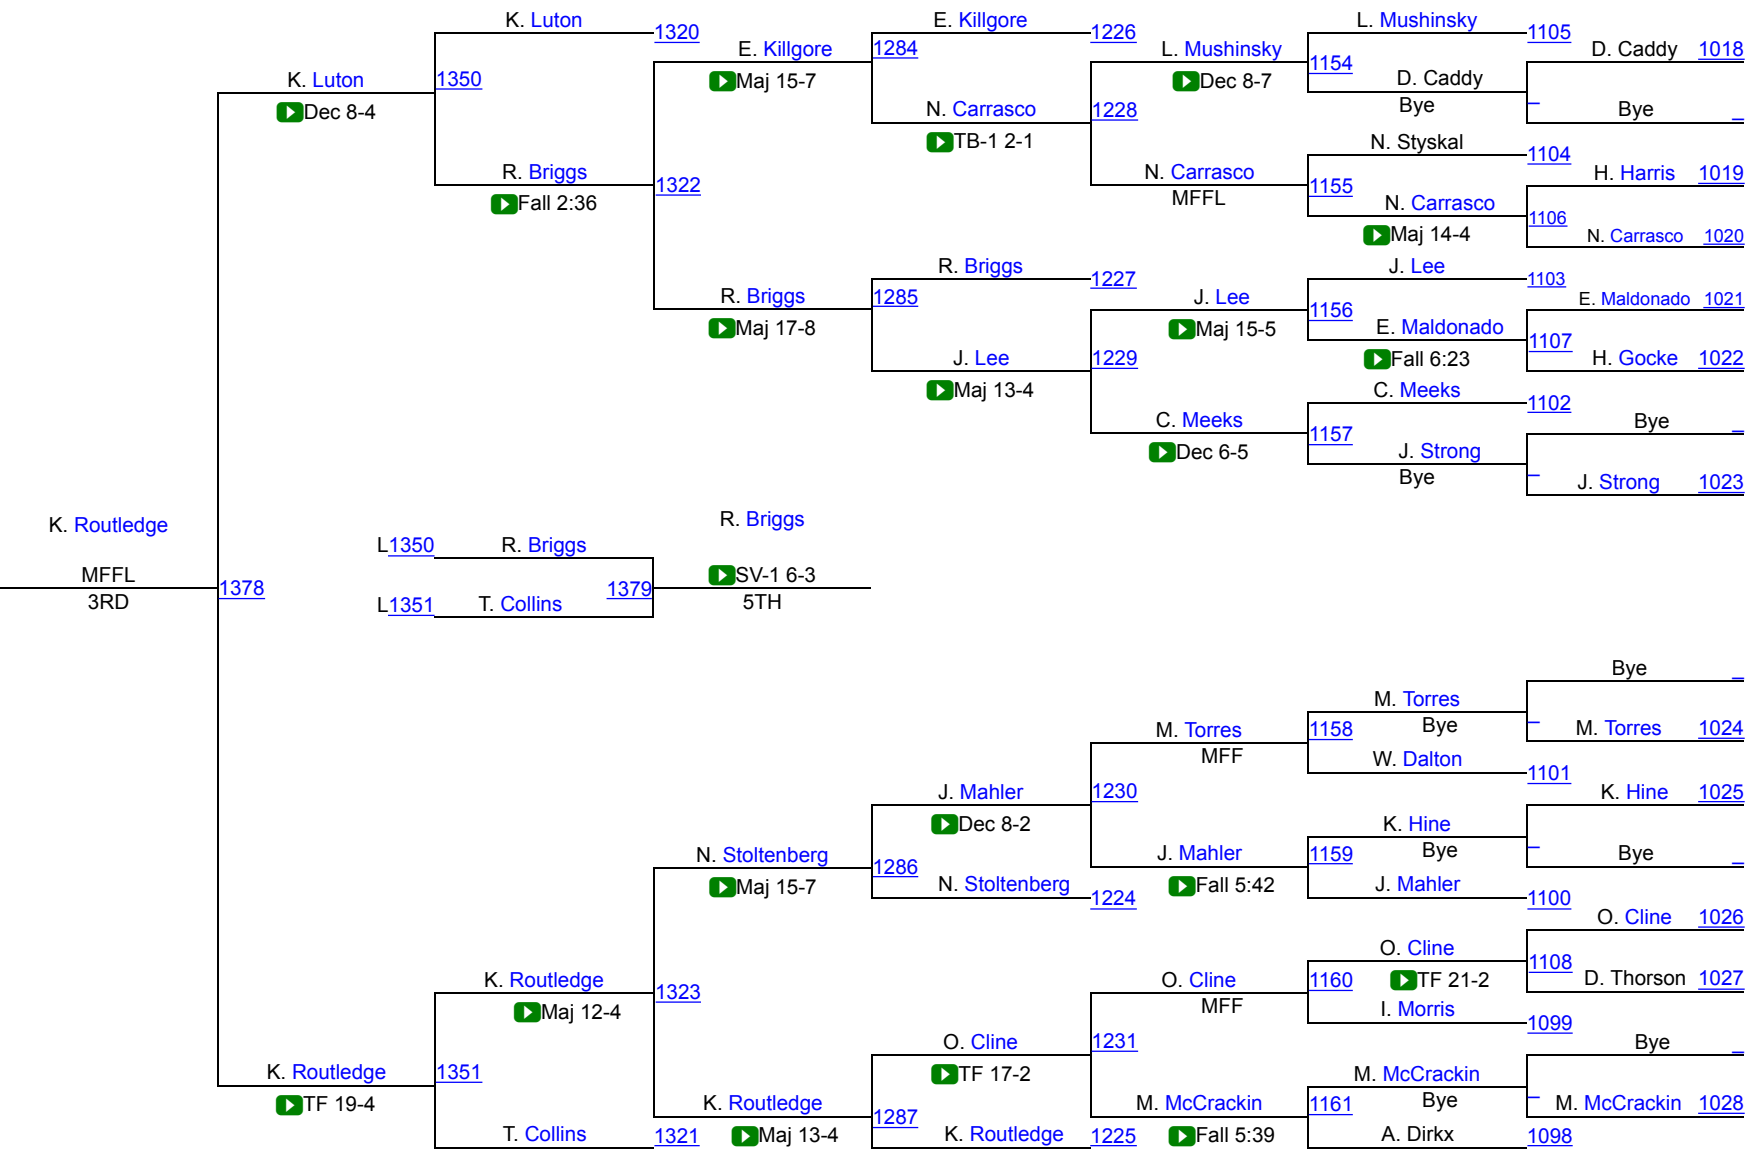 K. Luton
1320
E. Killgore
1226
L. Mushinsky
1105
D. Caddy 1018
E. Killgore
Maj 15-7
1284
L. Mushinsky
Dec 8-7
1154
D. Caddy
Bye
_
Bye _
K. Luton
Dec 8-4
1350
N. Carrasco
TB-1 2-1
1228
N. Styskal
1104
H. Harris 1019
R. Briggs
Fall 2:36
1322
N. Carrasco
MFFL
1155
N. Carrasco
Maj 14-4
1106
N. Carrasco 1020
R. Briggs
1227
J. Lee
1103
E. Maldonado 1021
R. Briggs
Maj 17-8
1285
J. Lee
Maj 15-5
1156
E. Maldonado
Fall 6:23
1107
H. Gocke 1022
J. Lee
Maj 13-4
1229
C. Meeks
1102
Bye _
C. Meeks
Dec 6-5
1157
J. Strong
Bye
_
J. Strong 1023
K. Routledge
MFFL
3RD
1378
L1350 R. Briggs
L1351 T. Collins
1379
R. Briggs
SV-1 6-3
5TH
Bye _
M. Torres
Bye
_
M. Torres 1024
M. Torres
MFF
1158
W. Dalton
1101
J. Mahler
Dec 8-2
1230
K. Hine 1025
K. Hine
Bye
_
Bye _
N. Stoltenberg
Maj 15-7
1286
J. Mahler
Fall 5:42
1159
J. Mahler
1100
N. Stoltenberg
1224
O. Cline 1026
O. Cline
TF 21-2
1108
D. Thorson 1027
K. Routledge
Maj 12-4
1323
O. Cline
MFF
1160
I. Morris
1099
O. Cline
TF 17-2
1231
Bye _
K. Routledge
TF 19-4
1351
M. McCrackin
Bye
_
M. McCrackin 1028
K. Routledge
Maj 13-4
1287
M. McCrackin
Fall 5:39
1161
T. Collins
1321
K. Routledge
1225
A. Dirkx
1098